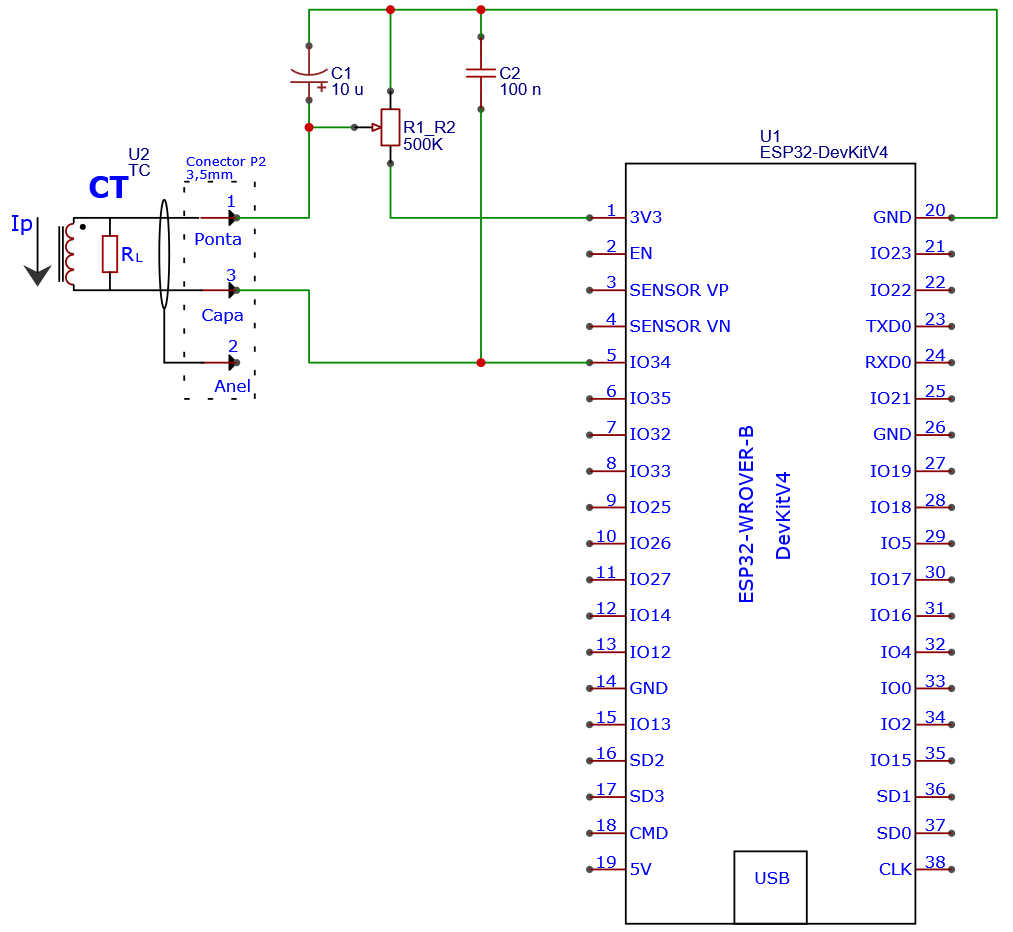 C1
10 u
C2
100 n
R1_R2
500K
U2
TC
Conector P2
3,5mm
CT
1
Ponta
Ip
RL
3
Capa
2
Anel
U1
ESP32-DevKitV4
1 3V3 GND 20
2 EN IO23 21
3 SENSOR VP IO22 22
4 SENSOR VN TXD0 23
5 IO34 RXD0 24
6 IO35 IO21 25
7 IO32 GND 26
8 IO33 IO19 27
9 IO25 IO18 28
10 IO26 IO5 29
11 IO27 IO17 30
12 IO14 IO16 31
13 IO12 IO4 32
14 GND IO0 33
15 IO13 IO2 34
16 SD2 IO15 35
17 SD3 SD1 36
18 CMD SD0 37
19 5V CLK 38
ESP32-WROVER-B
DevKitV4
USB